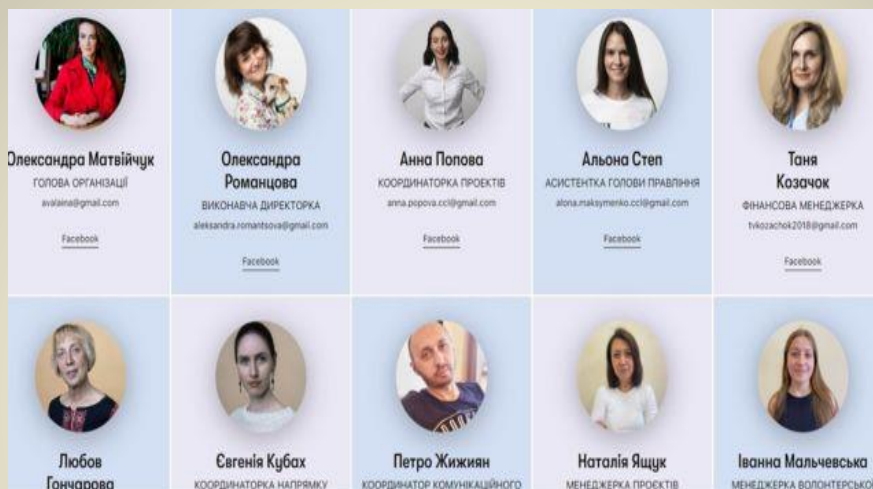 Олександра Матвійчук
ГОЛОВА ОРГАНІЗАЦІЇ
avalaina@gmail.com
Facebook
Олександра
Романцова
ВИКОНАВЧА ДИРЕКТОРКА
aleksandra.romantsova@gmail.com
Facebook
Анна Попова
КООРДИНАТОРКА ПРОЕКТІВ
anna.popova.ccl@gmail.com
Facebook
Альона Степ
АСИСТЕНТКА ГОЛОВИ ПРАВЛІННЯ
alona.maksymenko.ccl@gmail.com
Facebook
Таня
Козачок
ФІНАНСОВА МЕНЕДЖЕРКА
tvkozachok2018@gmail.com
Facebook
Любов
Гончарова
Євгенія Кубах
КООРДИНАТОРКА НАПРЯМКУ
Петро Жижиян
КООРДИНАТОР КОМУНІКАЦІЙНОГО
Наталія Ящук
МЕНЕДЖЕРКА ПРОЄКТІВ
Іванна Мальчевська
МЕНЕДЖЕРКА ВОЛОНТЕРСЬКОЇ